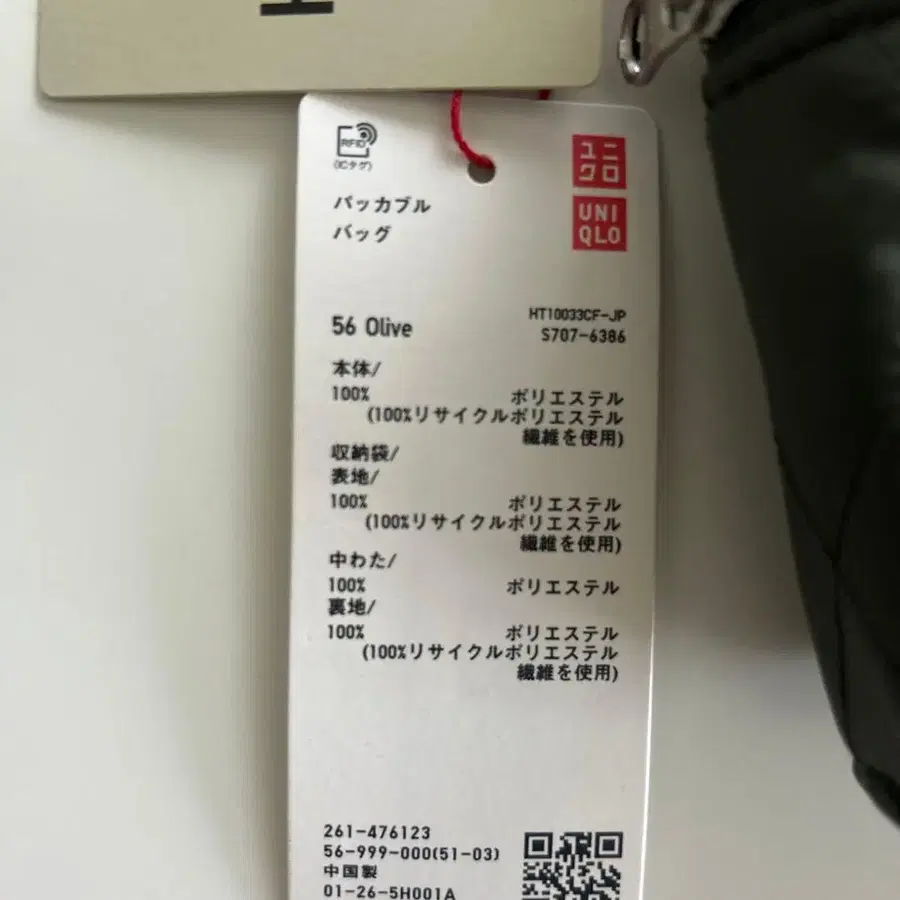 H
RFID
(ICタグ)
ユニ
クロ
UNI
QLO
パッカブル
バッグ
56 Olive
HT10033CF-JP
S707-6386
本体/
100% ポリエステル
(100%リサイクルポリエステル
繊維を使用)
収納袋/
表地/
100% ポリエステル
(100%リサイクルポリエステル
繊維を使用)
中わた/
100% ポリエステル
裏地/
100% ポリエステル
(100%リサイクルポリエステル
繊維を使用)
261-476123
56-999-000(51-03)
中国製
01-26-5H001A